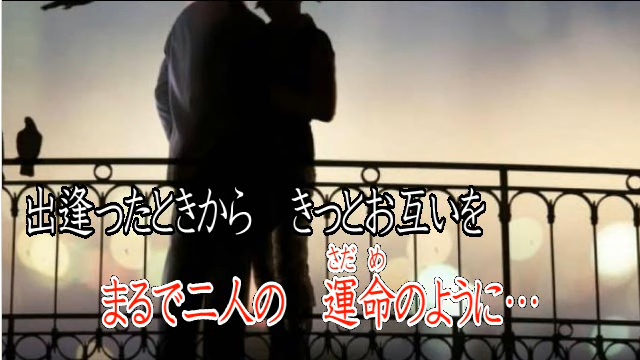 出逢ったときから　きっとお互いを
さだめ
まるで二人の　運命のように…